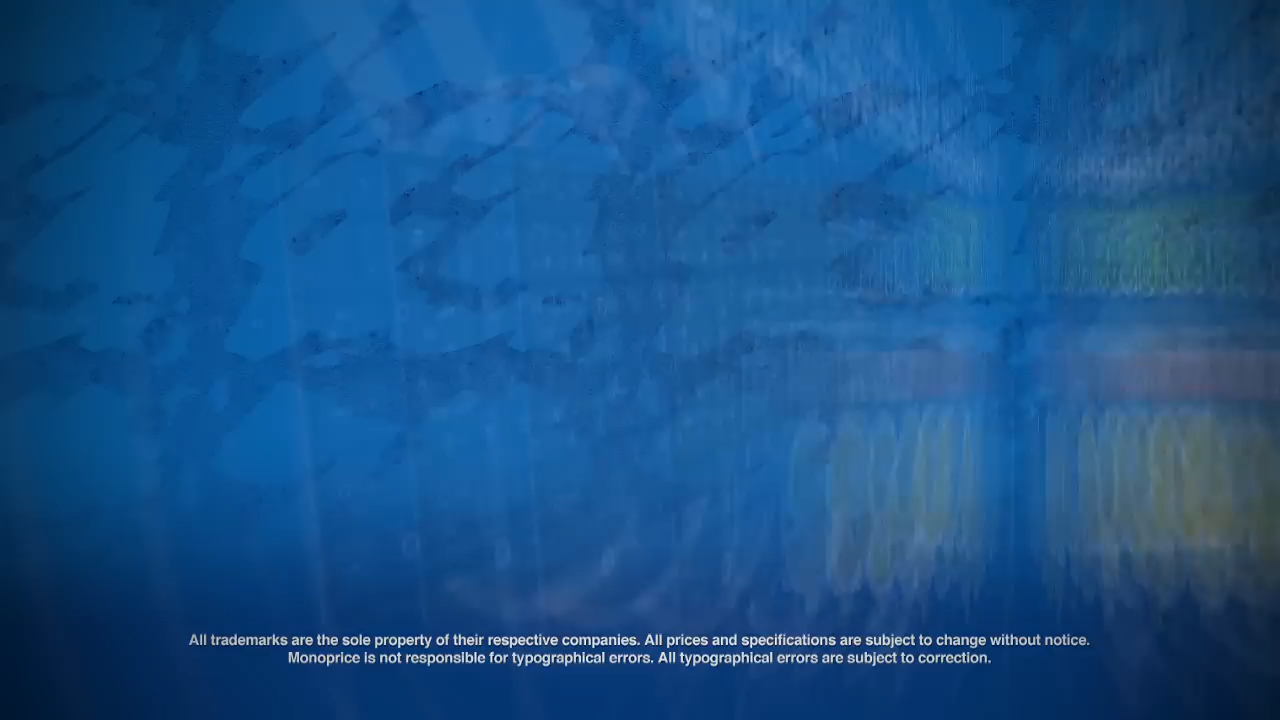 All trademarks are the sole property of their respective companies. All prices and specifications are subject to change without notice.
Monoprice is not responsible for typographical errors. All typographical errors are subject to correction.